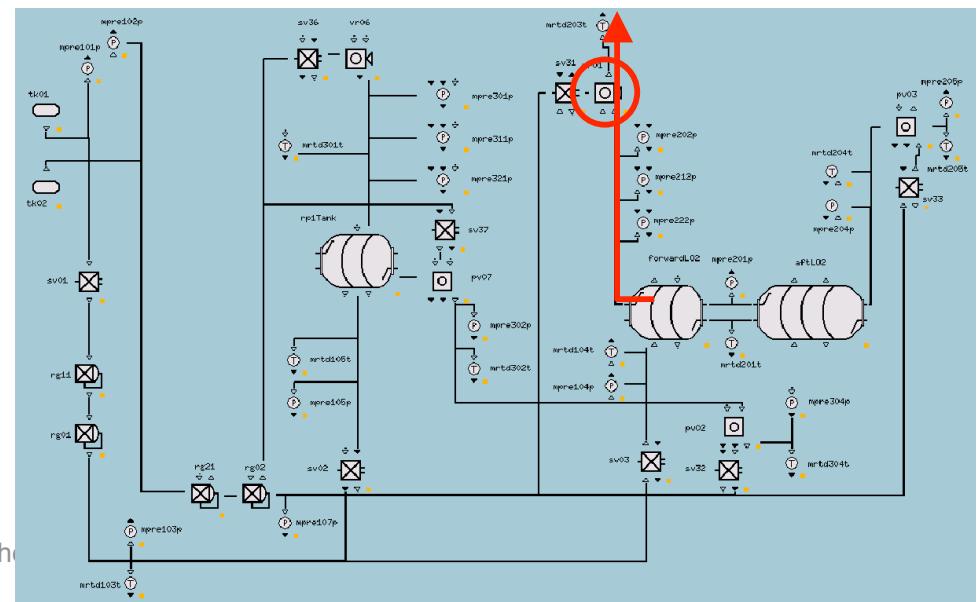 mpre102p
P
mpre101p
P
tk01
tk02
sv36
vr06
mrtd203t
T
sv31
P mpre301p
P mpre311p
P mpre321p
T mrtd301t
P mpre202p
P mpre212p
P mpre222p
mpre205p
P
pv03
T
mrtd205t
mrtd204t
T
P
mpre204p
sv33
rp1Tank
sv37
pv07
forwardLO2
mpre201p
P
aftLO2
sv01
P mpre302p
T mrtd302t
mrtd104t T
mpre104p P
T
mrtd201t
T mrtd105t
P mpre105p
rg11
rg01
P mpre304p
pv02
T
mrtd304t
rg21
rg02
sv02
sv03
sv32
P mpre107p
P mpre103p
mrtd103t T